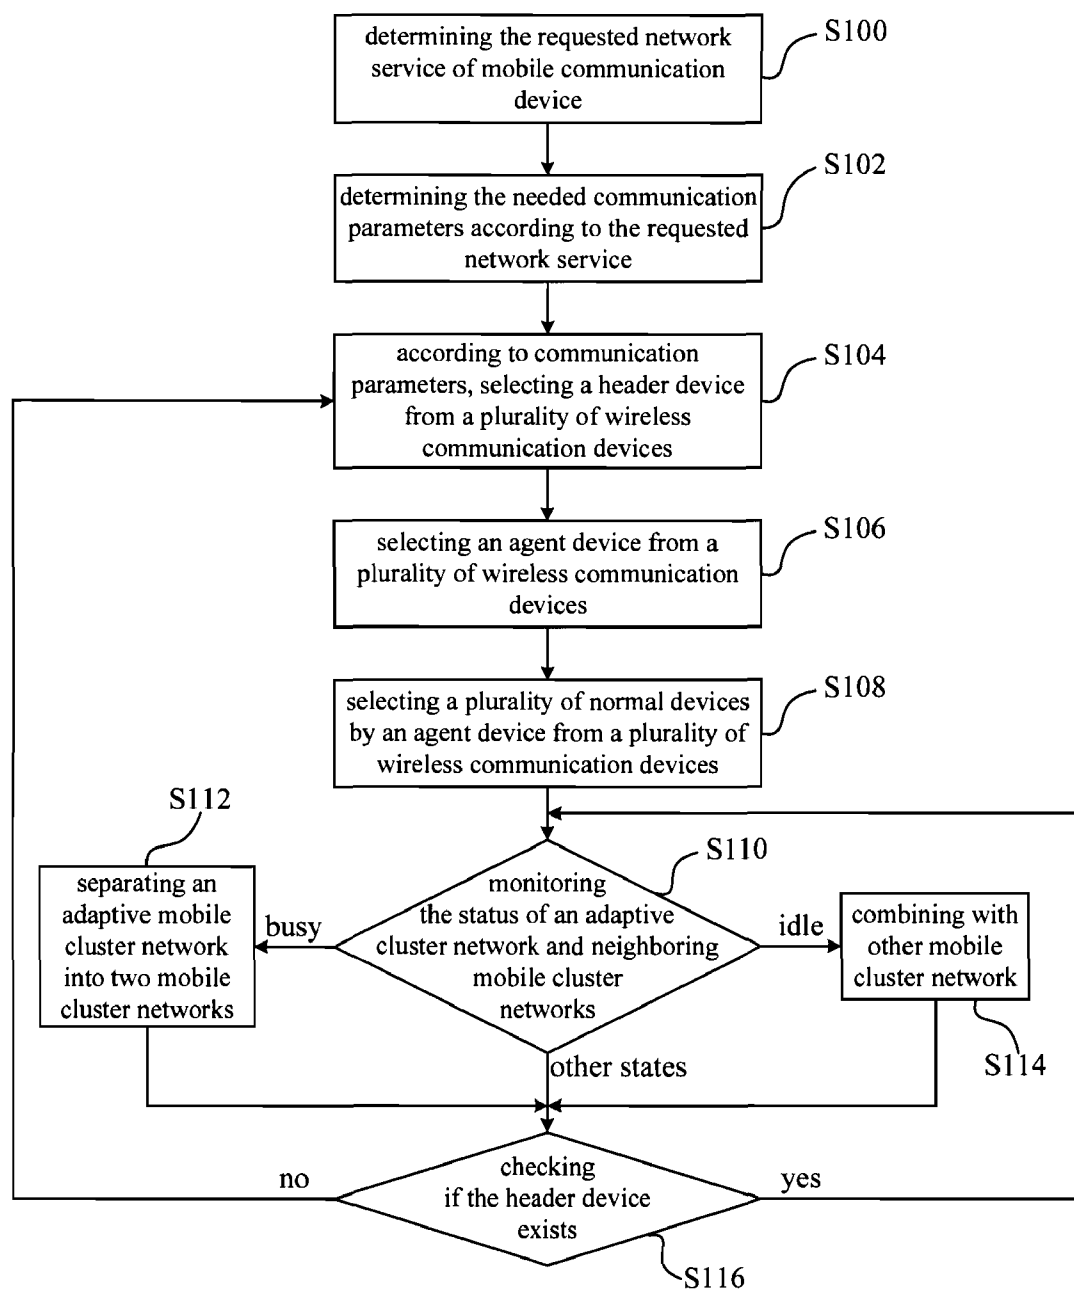 determining the requested network
service of mobile communication
device
S100
determining the needed communication
parameters according to the requested
network service
S102
according to communication
parameters, selecting a header device
from a plurality of wireless
communication devices
S104
selecting an agent device from a
plurality of wireless communication
devices
S106
selecting a plurality of normal devices
by an agent device from a plurality of
wireless communication devices
S108
S112
separating an
adaptive mobile
cluster network
into two mobile
cluster networks
busy
monitoring
the status of an adaptive
cluster network and neighboring
mobile cluster
networks
S110
idle
combining with
other mobile
cluster network
S114
other states
no
checking
if the header device
exists
yes
S116